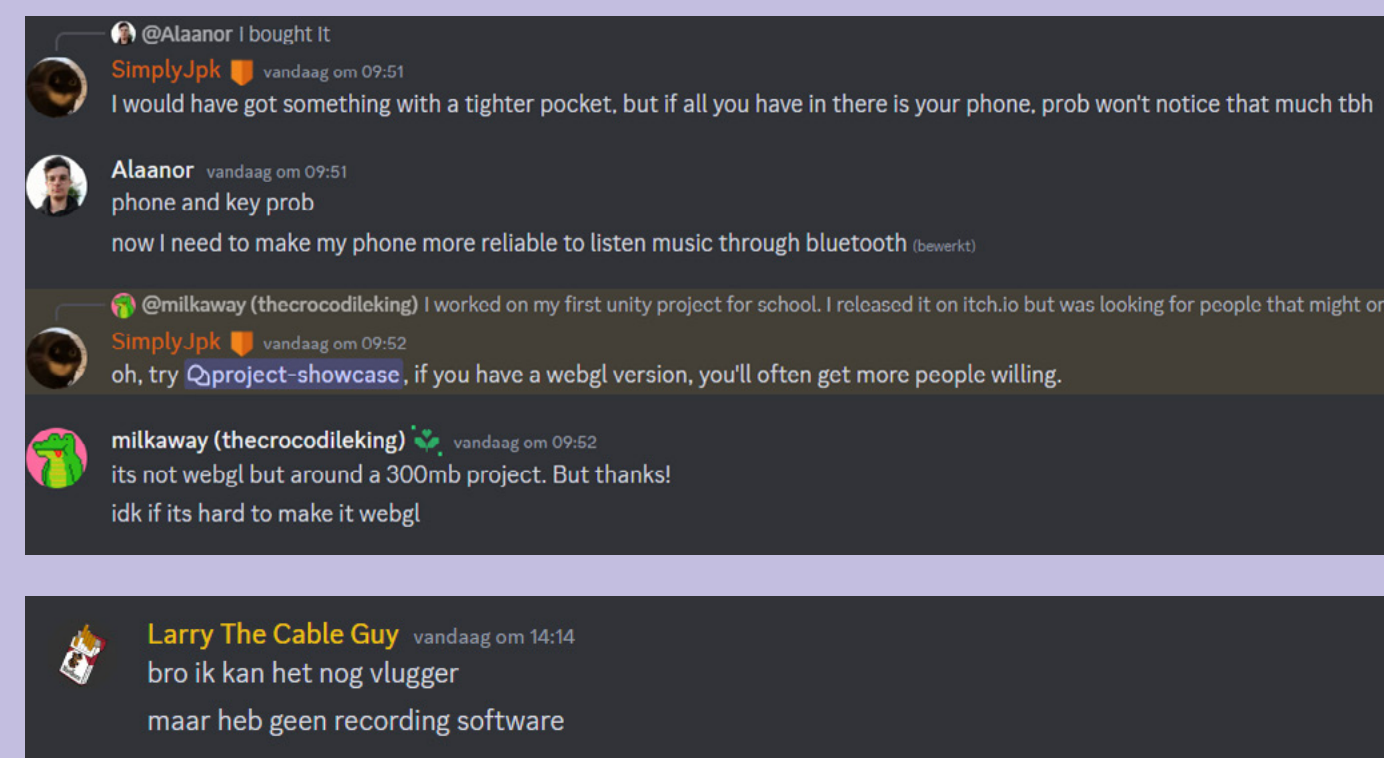 @Alaanor I bought It
SimplyJpk vandaag om 09:51
I would have got something with a tighter pocket, but if all you have in there is your phone, prob won't notice that much tbh
Alaanor vandaag om 09:51
phone and key prob
now I need to make my phone more reliable to listen music through bluetooth (bewerkt)
@milkaway (thecrocodileking) I worked on my first unity project for school. I released it on itch.io but was looking for people that might or
SimplyJpk vandaag om 09:52
oh, try project-showcase, if you have a webgl version, you'll often get more people willing.
milkaway (thecrocodileking) vandaag om 09:52
its not webgl but around a 300mb project. But thanks!
idk if its hard to make it webgl
Larry The Cable Guy vandaag om 14:14
bro ik kan het nog vlugger
maar heb geen recording software